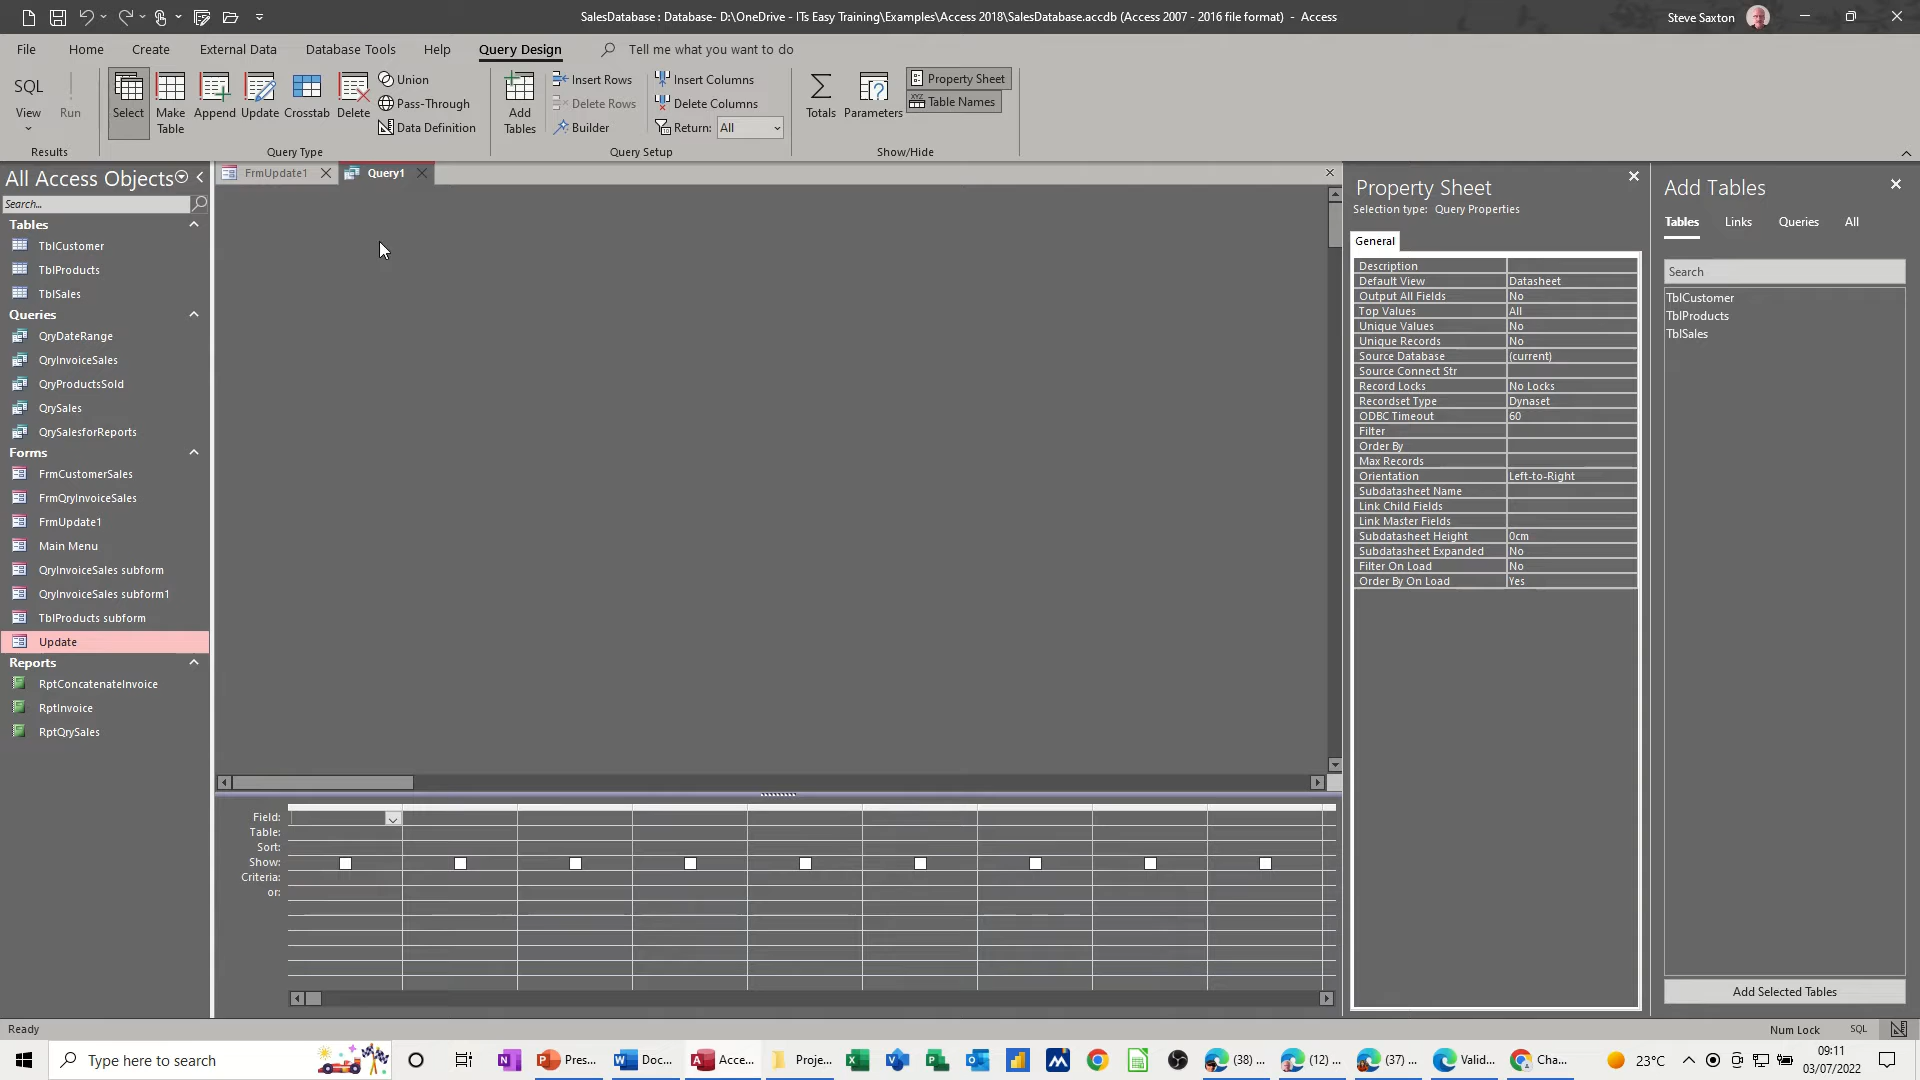 SalesDatabase : Database- D:\OneDrive - ITs Easy Training\Examples\Access 2018\SalesDatabase.accdb (Access 2007 - 2016 file format) - Access
Steve Saxton
File Home Create External Data Database Tools Help Query Design Tell me what you want to do
SQL
View
Run
Select
Make
Table
Append
Update
Crosstab
Delete
Union
Pass-Through
Data Definition
Add
Tables
Insert Rows
Delete Rows
Builder
Insert Columns
Delete Columns
Return: All
Totals
Parameters
Property Sheet
XYZ Table Names
Results
Query Type
Query Setup
Show/Hide
All Access Objects
Search...
Tables
TblCustomer
TblProducts
TblSales
Queries
QryDateRange
QryInvoiceSales
QryProductsSold
QrySales
QrySalesforReports
Forms
FrmCustomerSales
FrmQryInvoiceSales
FrmUpdate1
Main Menu
QryInvoiceSales subform
QryInvoiceSales subform1
TblProducts subform
Update
Reports
RptConcatenateInvoice
RptInvoice
RptQrySales
FrmUpdate1
Query1
Field:
Table:
Sort:
Show:
Criteria:
or:
Property Sheet
Selection type: Query Properties
General
Description
Default View Datasheet
Output All Fields No
Top Values All
Unique Values No
Unique Records No
Source Database (current)
Source Connect Str
Record Locks No Locks
Recordset Type Dynaset
ODBC Timeout 60
Filter
Order By
Max Records
Orientation Left-to-Right
Subdatasheet Name
Link Child Fields
Link Master Fields
Subdatasheet Height 0cm
Subdatasheet Expanded No
Filter On Load No
Order By On Load Yes
Add Tables
Tables Links Queries All
Search
TblCustomer
TblProducts
TblSales
Add Selected Tables
Ready
Num Lock SQL
Type here to search
Pres...
Doc...
Acce...
Proje...
(38) ...
(12) ...
(37) ...
Valid...
Cha...
23°C
09:11
03/07/2022